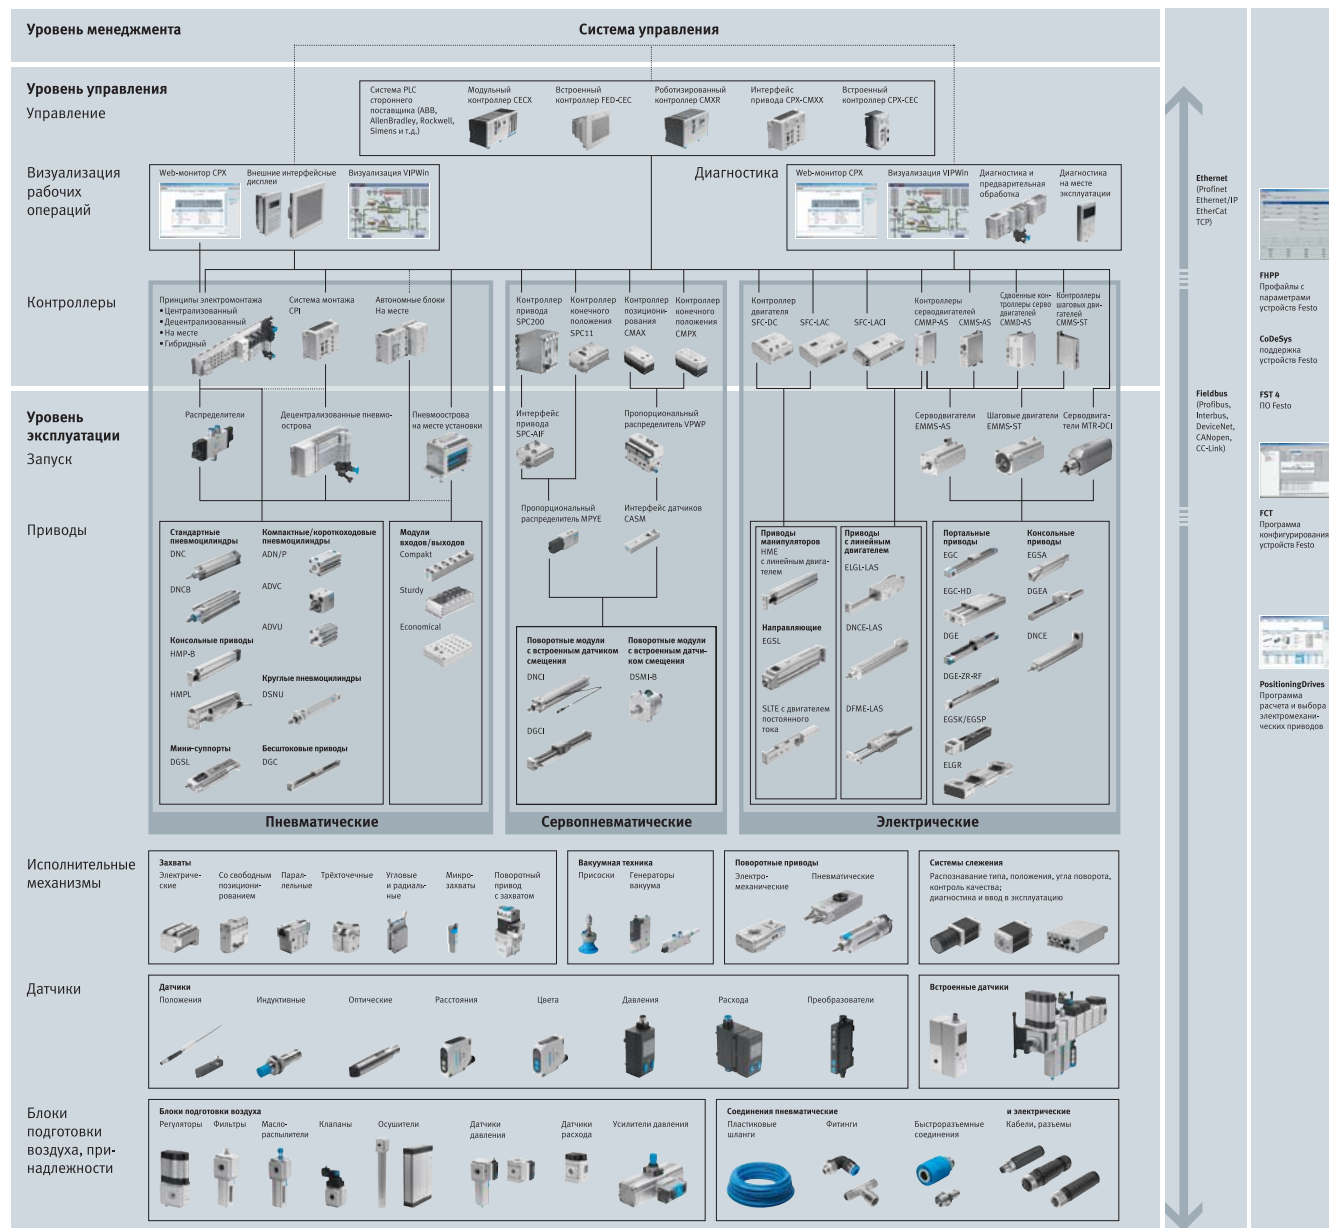 Уровень менеджмента
Система управления
Уровень управления
Управление
Система PLC
стороннего
поставщика (ABB,
AllenBradley, Rockwell,
Simens и т.д.)
Модульный
контроллер CECX
Встроенный
контроллер FED-CEC
Роботизированный
контроллер CMXR
Интерфейс
привода CPX-CMXX
Встроенный
контроллер CPX-CEC
Визуализация
рабочих
операций
Web-монитор CPX
Внешние интерфейсные
дисплеи
Визуализация VIPWin
Диагностика
Web-монитор CPX
Визуализация VIPWin
Диагностика и
предварительная
обработка
Диагностика
на месте
эксплуатации
Контроллеры
Принципы электромонтажа
• Централизованный
• Децентрализованный
• На месте
• Гибридный
Система монтажа
CPI
Автономные блоки
На месте
Контроллер
привода
SPC200
Контроллер
конечного
положения
SPC11
Контроллер
позициони-
рования
CMAX
Контроллер
конечного
положения
CMPX
Контроллер
двигателя
SFC-DC
SFC-LAC
SFC-LACI
Контроллеры
серводвигателей
CMMP-AS
CMMS-AS
Сдвоенные кон-
троллеры серво
двигателей
CMMD-AS
Контроллеры
шаговых дви-
гателей
CMMS-ST
Уровень
эксплуатации
Запуск
Распределители
Децентрализованные пневмо-
острова
Пневмоострова
на месте установки
Интерфейс
привода
SPC-AIF
Пропорциональный
распределитель VPWP
Серводвигатели
EMMS-AS
Шаговые двигатели
EMMS-ST
Серводвига-
тели MTR-DCI
Пропорциональный
распределитель MPYE
Интерфейс датчиков
CASM
Приводы
Стандартные
пневмоцилиндры
DNC
DNCB
Консольные приводы
HMP-B
HMPL
Мини-суппорты
DGSL
Компактные/короткоходовые
пневмоцилиндры
ADN/P
ADVC
ADVU
Круглые пневмоцилиндры
DSNU
Бесштоковые приводы
DGC
Модули
входов/выходов
Compakt
Sturdy
Economical
Поворотные модули
с встроенным датчиком
смещения
DNCI
DGCI
Поворотные модули
с встроенным датчи-
ком смещения
DSMI-B
Приводы
манипуляторов
HME
с линейным двига-
телем
Направляющие
EGSL
SLTE с двигателем
постоянного
тока
Приводы
с линейным
двигателем
ELGL-LAS
DNCE-LAS
DFME-LAS
Портальные
приводы
EGC
EGC-HD
DGE
DGE-ZR-RF
EGSK/EGSP
ELGR
Консольные
приводы
EGSA
DGEA
DNCE
Пневматические
Сервопневматические
Электрические
Исполнительные
механизмы
Захваты
Электриче-
ские
Со свободным
позициони-
рованием
Парал-
лельные
Трёхточечные
Угловые
и радиаль-
ные
Микро-
захваты
Поворотный
привод
с захватом
Вакуумная техника
Присоски
Генераторы
вакуума
Поворотные приводы
Электро-
механические
Пневматические
Системы слежения
Распознавание типа, положения, угла поворота,
контроль качества;
диагностика и ввод в эксплуатацию
Датчики
Датчики
Положения
Индуктивные
Оптические
Расстояния
Цвета
Давления
Расхода
Преобразователи
Встроенные датчики
Блоки
подготовки
воздуха, при-
надлежности
Блоки подготовки воздуха
Регуляторы
Фильтры
Масло-
распылители
Клапаны
Осушители
Датчики
давления
Датчики
расхода
Усилители давления
Соединения пневматические
Пластиковые
шланги
Фитинги
Быстроразъемные
соединения
и электрические
Кабели, разъемы
Ethernet
(Profinet
Ethernet/IP
EtherCat
TCP)
Fieldbus
(Profibus,
Interbus,
DeviceNet,
CANopen,
CC-Link)
FHPP
Профайлы с
параметрами
устройств Festo
CoDeSys
поддержка
устройств Festo
FST 4
ПО Festo
FCT
Программа
конфигурирования
устройств Festo
PositioningDrives
Программа
расчета и выбора
электромехани-
ческих приводов